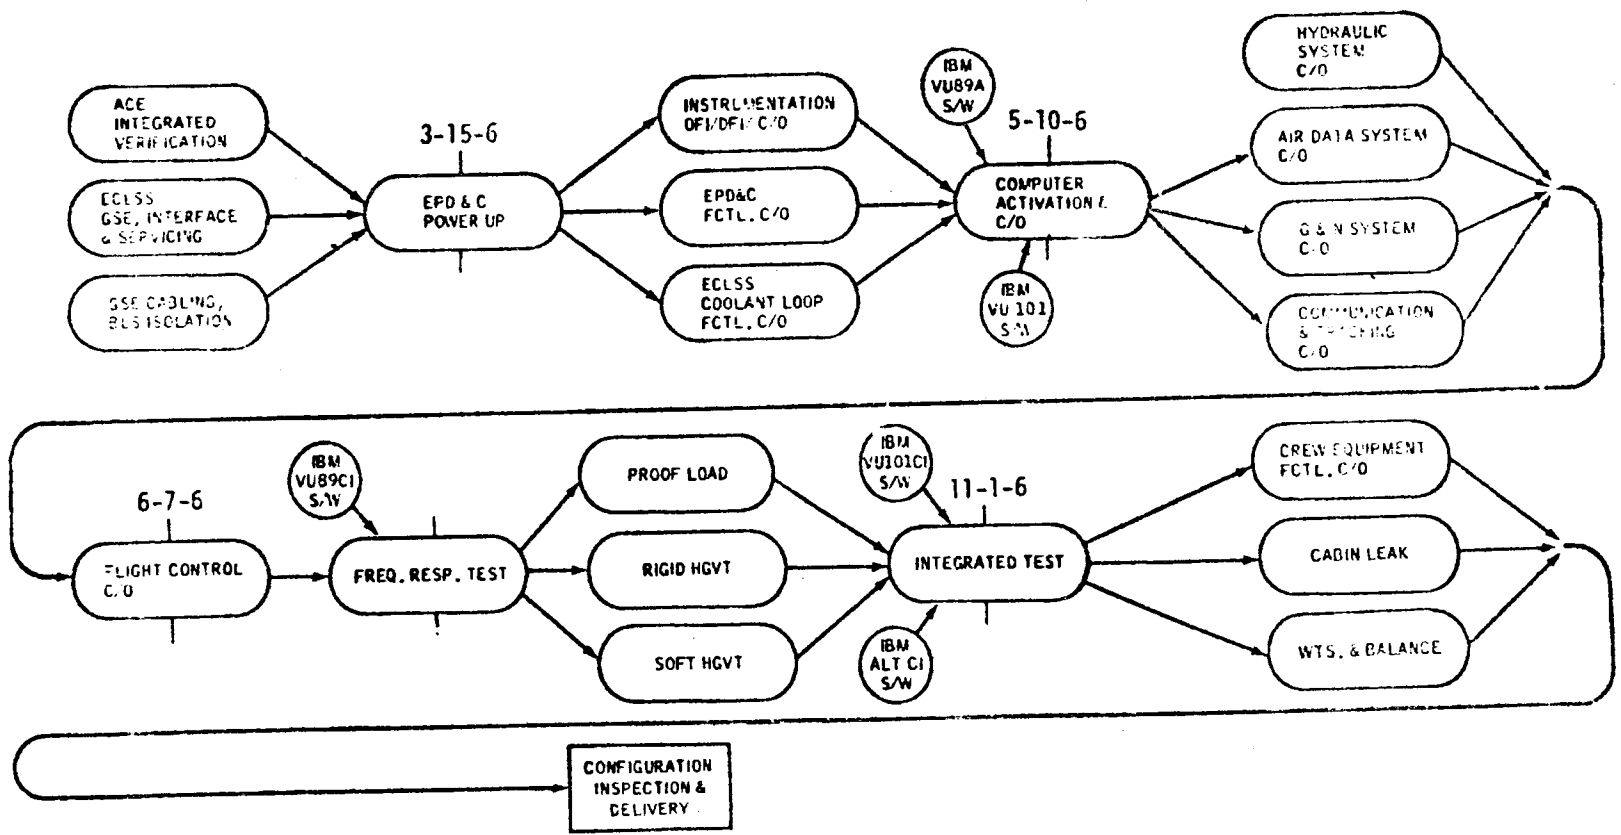 ACE
INTEGRATED
VERIFICATION
ECLSS
GSE, INTERFACE
& SERVICING
GSE CABLING,
BUS ISOLATION
3-15-6
EPD & C
POWER UP
INSTRUMENTATION
OFI/DFI/ C/O
EPD&C
FCTL. C/O
ECLSS
COOLANT LOOP
FCTL. C/O
IBM
VU89A
S/W
5-10-6
COMPUTER
ACTIVATION &
C/O
IBM
VU 101
S/W
HYDRAULIC
SYSTEM
C/O
AIR DATA SYSTEM
C/O
G & N SYSTEM
C/O
COMMUNICATION
& TRACKING
C/O
6-7-6
FLIGHT CONTROL
C/O
IBM
VU89CI
S/W
FREQ. RESP. TEST
PROOF LOAD
RIGID HGVT
SOFT HGVT
IBM
VU101CI
S/W
11-1-6
INTEGRATED TEST
IBM
ALT CI
S/W
CREW EQUIPMENT
FCTL. C/O
CABIN LEAK
WTS. & BALANCE
CONFIGURATION
INSPECTION &
DELIVERY